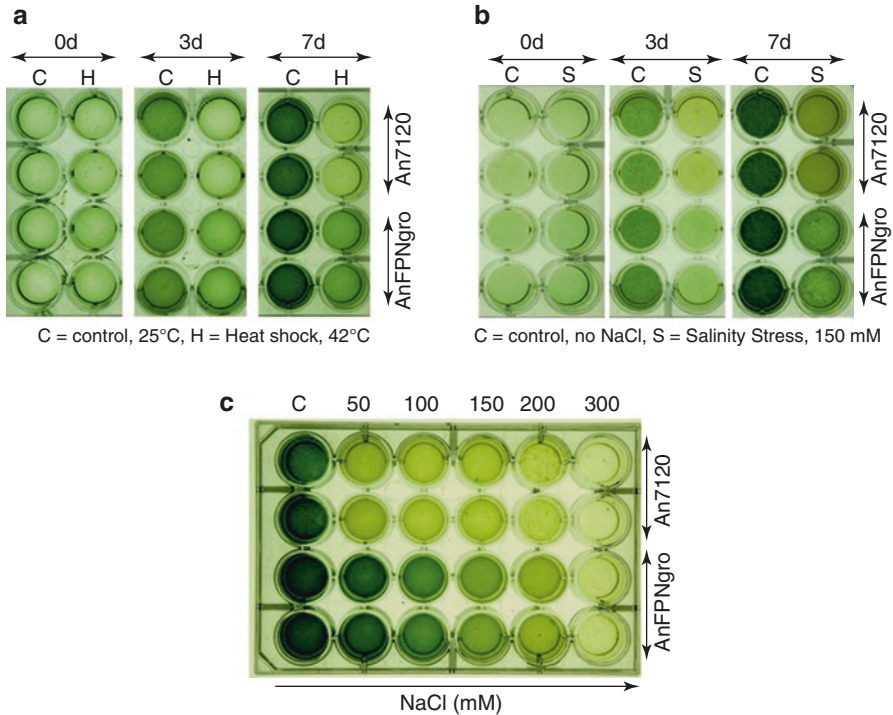 a
0d 3d 7d
C H C H C H
An7120
AnFPNgro
C = control, 25°C, H = Heat shock, 42°C
b
0d 3d 7d
C S C S C S
An7120
AnFPNgro
C = control, no NaCl, S = Salinity Stress, 150 mM
c
C 50 100 150 200 300
An7120
AnFPNgro
NaCl (mM)